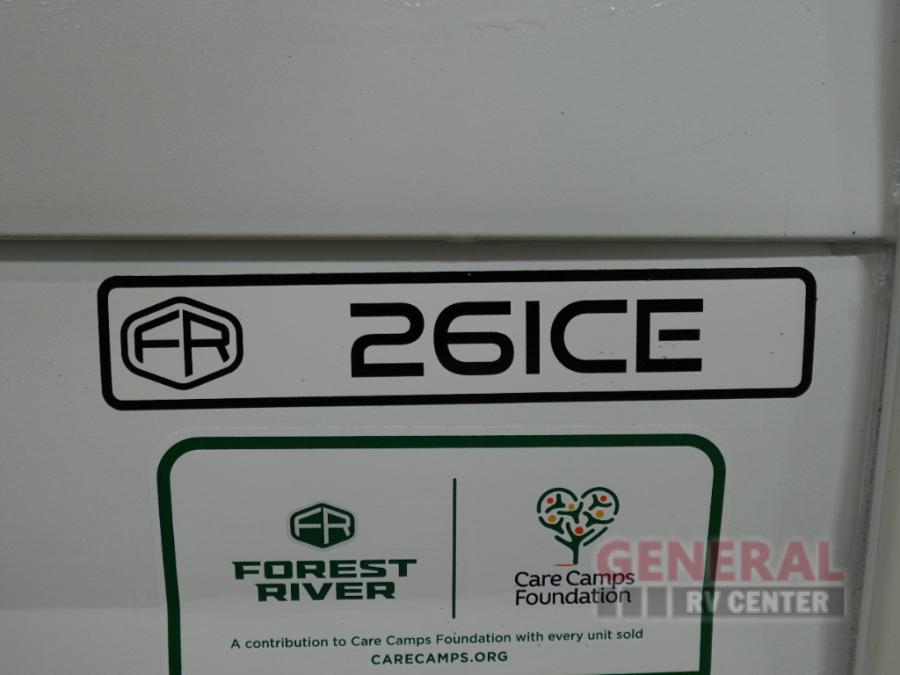 FR 26ICE
FR
FOREST
RIVER
Care Camps
Foundation
A contribution to Care Camps Foundation with every unit sold
CARECAMPS.ORG
GENERAL
RV CENTER